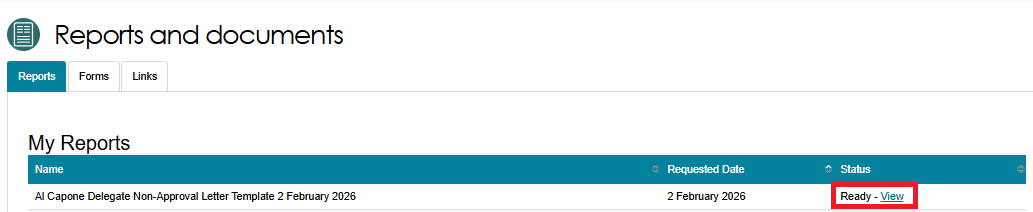 Reports and documents
Reports Forms Links
My Reports
Name Requested Date Status
Al Capone Delegate Non-Approval Letter Template 2 February 2026 2 February 2026 Ready - View